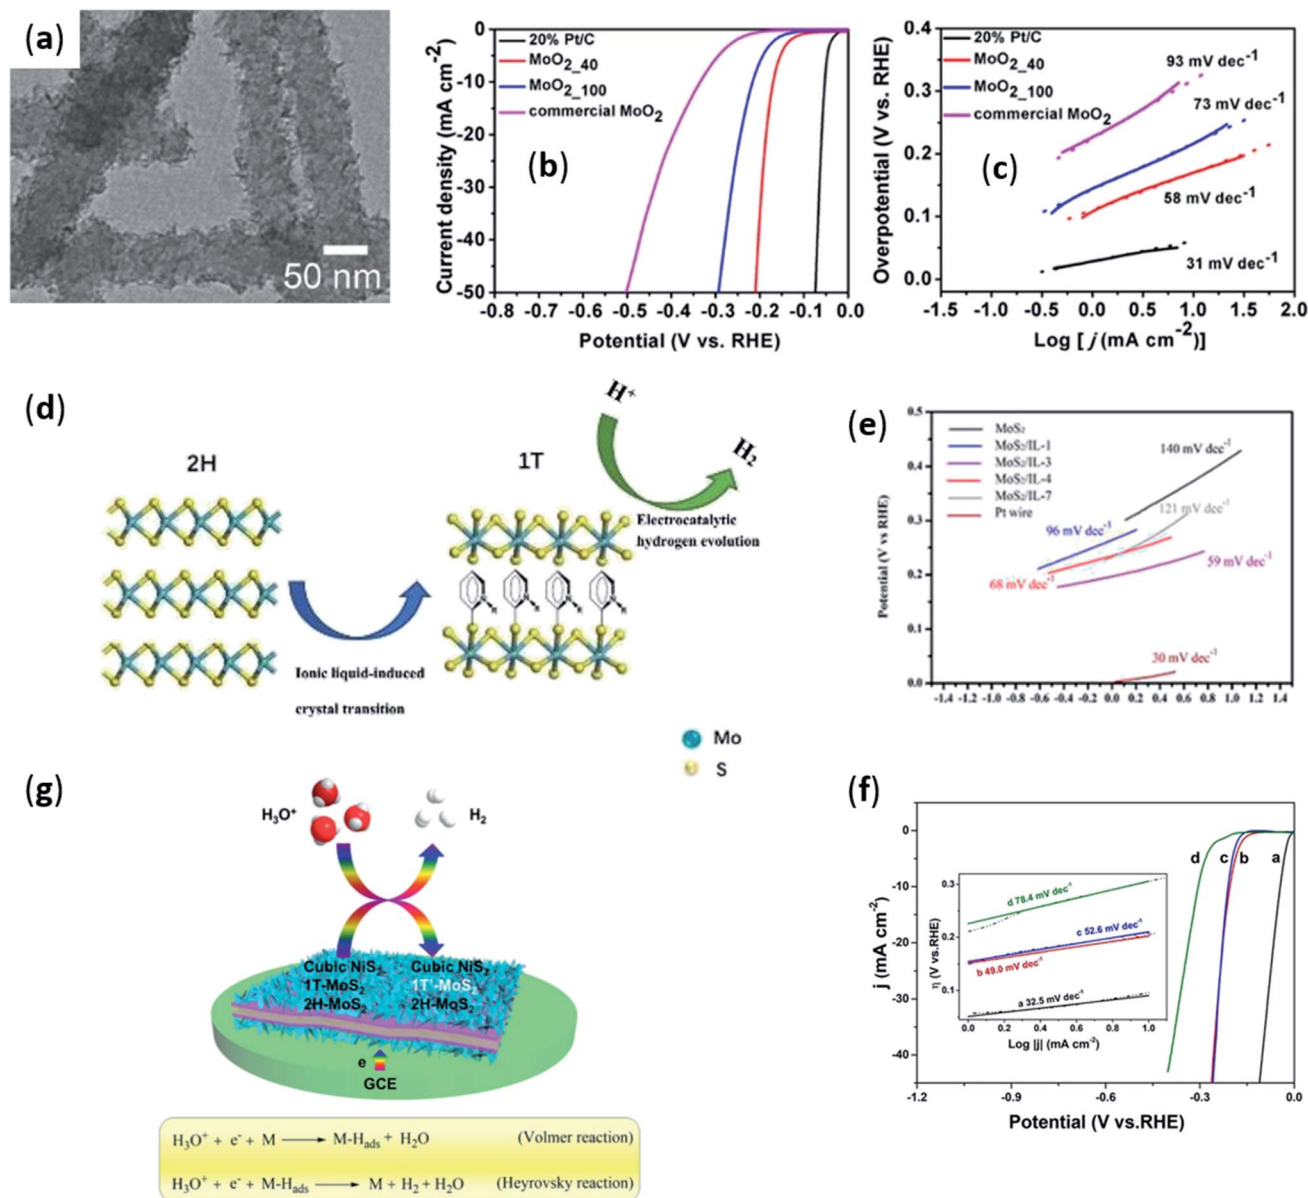 (a)
50 nm
(b)
20% Pt/C
MoO2_40
MoO2_100
commercial MoO2
Current density (mA cm-2)
0
-10
-20
-30
-40
-50
-0.8 -0.7 -0.6 -0.5 -0.4 -0.3 -0.2 -0.1 0.0
Potential (V vs. RHE)
(c)
20% Pt/C
MoO2_40
MoO2_100
commercial MoO2
93 mV dec-1
73 mV dec-1
58 mV dec-1
31 mV dec-1
Overpotential (V vs. RHE)
0.4
0.3
0.2
0.1
0.0
-1.5 -1.0 -0.5 0.0 0.5 1.0 1.5 2.0
Log [ j (mA cm-2)]
(d)
2H
1T
H+
H2
Electrocatalytic
hydrogen evolution
Ionic liquid-induced
crystal transition
Mo
S
(e)
MoS2
MoS2/IL-1
MoS2/IL-3
MoS2/IL-4
MoS2/IL-7
Pt wire
140 mV dec-1
121 mV dec-1
96 mV dec-1
59 mV dec-1
68 mV dec-1
30 mV dec-1
Potential (V vs RHE)
0.5
0.4
0.3
0.2
0.1
0.0
-1.4 -1.2 -1.0 -0.8 -0.6 -0.4 -0.2 0.0 0.2 0.4 0.6 0.8 1.0 1.2 1.4
(g)
H3O+
H2
Cubic NiS2 Cubic NiS2
1T-MoS2 1T'-MoS2
2H-MoS2 2H-MoS2
e
GCE
H3O+ + e- + M ⟶ M-Hads + H2O (Volmer reaction)
H3O+ + e- + M-Hads ⟶ M + H2 + H2O (Heyrovsky reaction)
(f)
d c b a
j (mA cm-2)
0
-10
-20
-30
-40
-1.2 -0.9 -0.6 -0.3 0.0
Potential (V vs.RHE)
d 78.4 mV dec-1
c 52.6 mV dec-1
b 49.0 mV dec-1
a 32.5 mV dec-1
η (V vs.RHE)
0.3
0.2
0.1
0.0 0.2 0.4 0.6 0.8 1.0
Log |j| (mA cm-2)